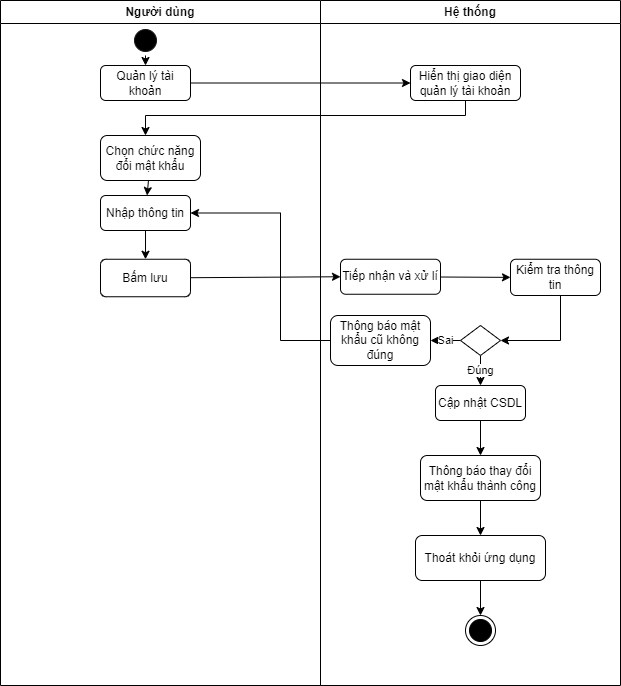 Người dùng
Hệ thống
Quản lý tài
khoản
Hiển thị giao diện
quản lý tài khoản
Chọn chức năng
đổi mật khẩu
Nhập thông tin
Bấm lưu
Tiếp nhận và xử lí
Kiểm tra thông
tin
Thông báo mật
khẩu cũ không
đúng
Sai
Đúng
Cập nhật CSDL
Thông báo thay đổi
mật khẩu thành công
Thoát khỏi ứng dụng